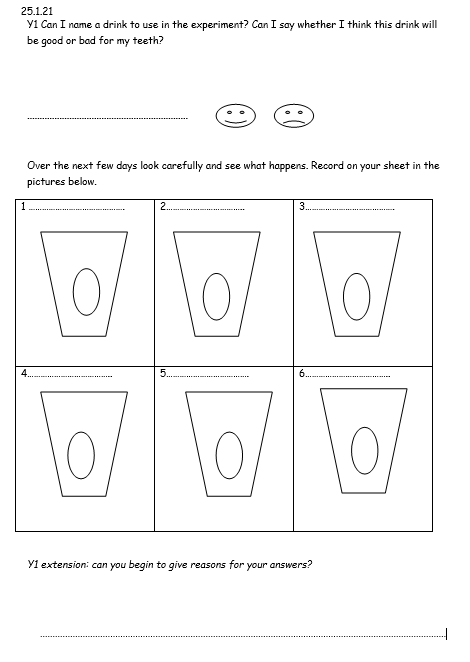 25.1.21
Y1 Can I name a drink to use in the experiment? Can I say whether I think this drink will
be good or bad for my teeth?
................................................
Over the next few days look carefully and see what happens. Record on your sheet in the
pictures below.
1 ........................................ 2................................. 3.....................................
4................................... 5................................... 6...................................
Y1 extension: can you begin to give reasons for your answers?
................................................................................................................................